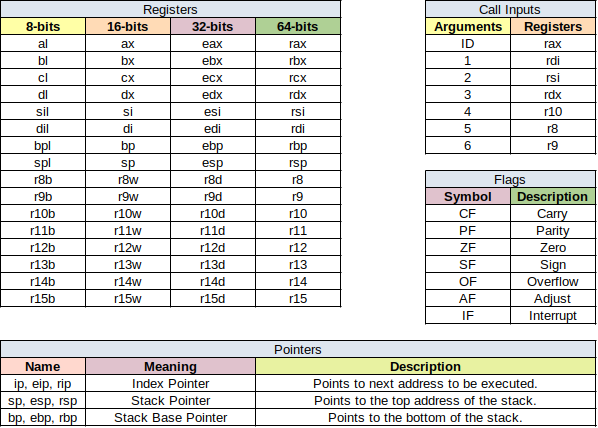 Registers
8-bits 16-bits 32-bits 64-bits
al ax eax rax
bl bx ebx rbx
cl cx ecx rcx
dl dx edx rdx
sil si esi rsi
dil di edi rdi
bpl bp ebp rbp
spl sp esp rsp
r8b r8w r8d r8
r9b r9w r9d r9
r10b r10w r10d r10
r11b r11w r11d r11
r12b r12w r12d r12
r13b r13w r13d r13
r14b r14w r14d r14
r15b r15w r15d r15
Call Inputs
Arguments Registers
ID rax
1 rdi
2 rsi
3 rdx
4 r10
5 r8
6 r9
Flags
Symbol Description
CF Carry
PF Parity
ZF Zero
SF Sign
OF Overflow
AF Adjust
IF Interrupt
Pointers
Name Meaning Description
ip, eip, rip Index Pointer Points to next address to be executed.
sp, esp, rsp Stack Pointer Points to the top address of the stack.
bp, ebp, rbp Stack Base Pointer Points to the bottom of the stack.